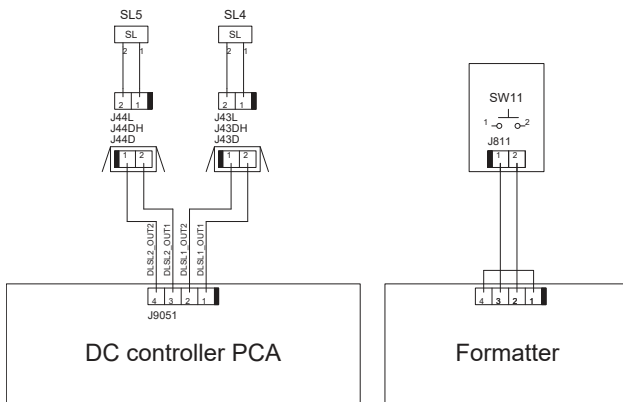 SL5 SL4
SL SL
2 1 2 1
SW11
1 2
2 1 2 1
J44L J43L
J44DH J43DH
J44D J43D
J811
1 2 1 2
1 2
DLSL2_OUT2 DLSL2_OUT1 DLSL1_OUT2 DLSL1_OUT1
4 3 2 1 4 3 2 1
J9051
DC controller PCA Formatter